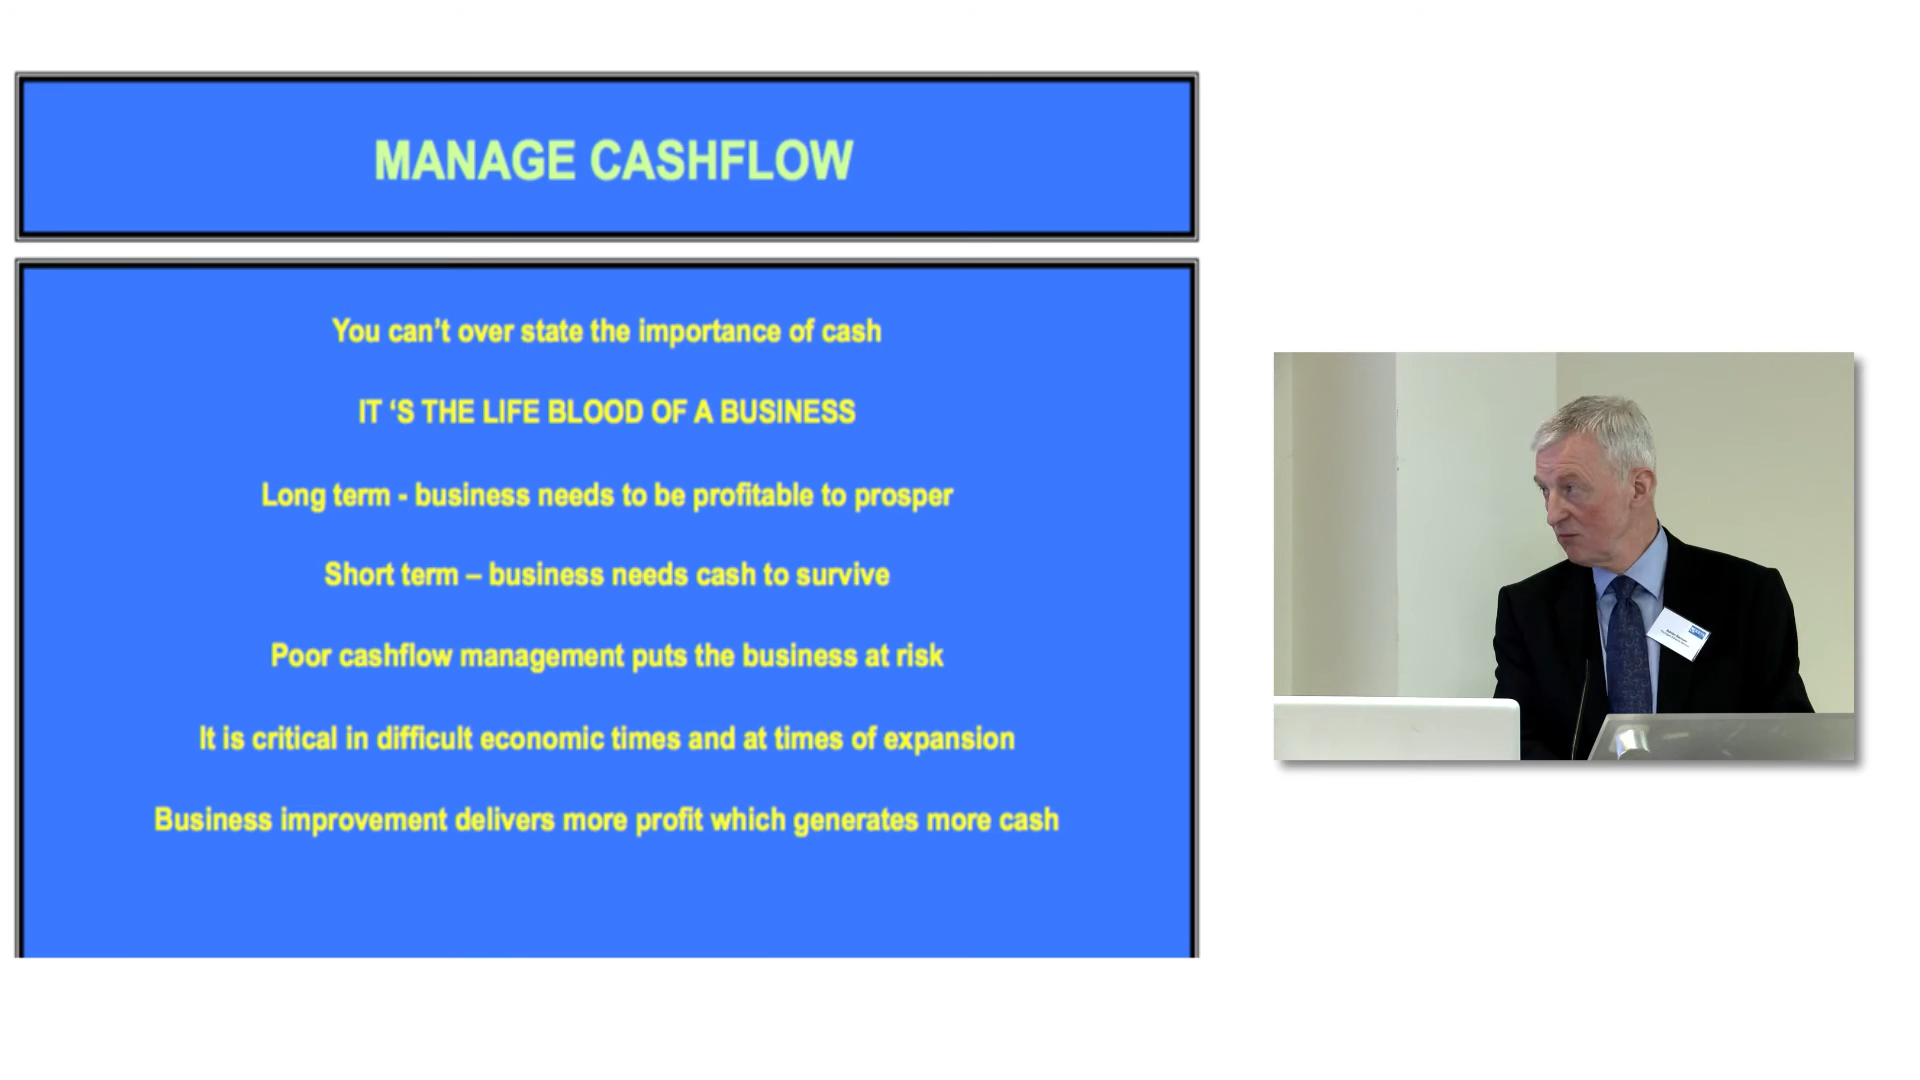 MANAGE CASHFLOW
You can’t over state the importance of cash
IT ‘S THE LIFE BLOOD OF A BUSINESS
Long term - business needs to be profitable to prosper
Short term – business needs cash to survive
Poor cashflow management puts the business at risk
It is critical in difficult economic times and at times of expansion
Business improvement delivers more profit which generates more cash